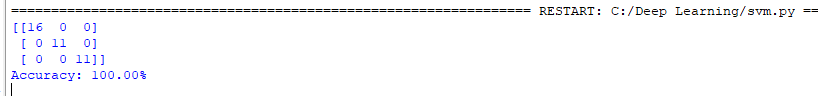 ==================================================================== RESTART: C:/Deep Learning/svm.py ==
[[16  0  0]
 [ 0 11  0]
 [ 0  0 11]]
Accuracy: 100.00%